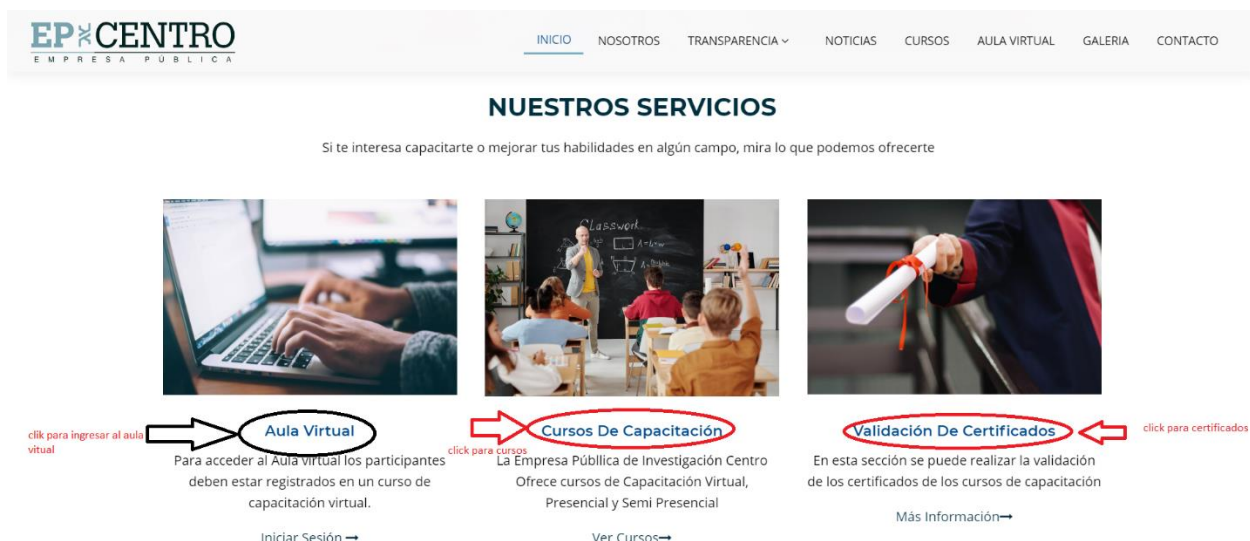 EP CENTRO
EMPRESA PÚBLICA
INICIO NOSOTROS TRANSPARENCIA NOTICIAS CURSOS AULA VIRTUAL GALERIA CONTACTO
NUESTROS SERVICIOS
Si te interesa capacitarte o mejorar tus habilidades en algún campo, mira lo que podemos ofrecerte
Classwork
Aula Virtual
clik para ingresar al aula
vitual
Para acceder al Aula virtual los participantes
deben estar registrados en un curso de
capacitación virtual.
Iniciar Sesión →
Cursos De Capacitación
click para cursos
La Empresa Públlica de Investigación Centro
Ofrece cursos de Capacitación Virtual,
Presencial y Semi Presencial
Ver Cursos→
Validación De Certificados
click para certificados
En esta sección se puede realizar la validación
de los certificados de los cursos de capacitación
Más Información→